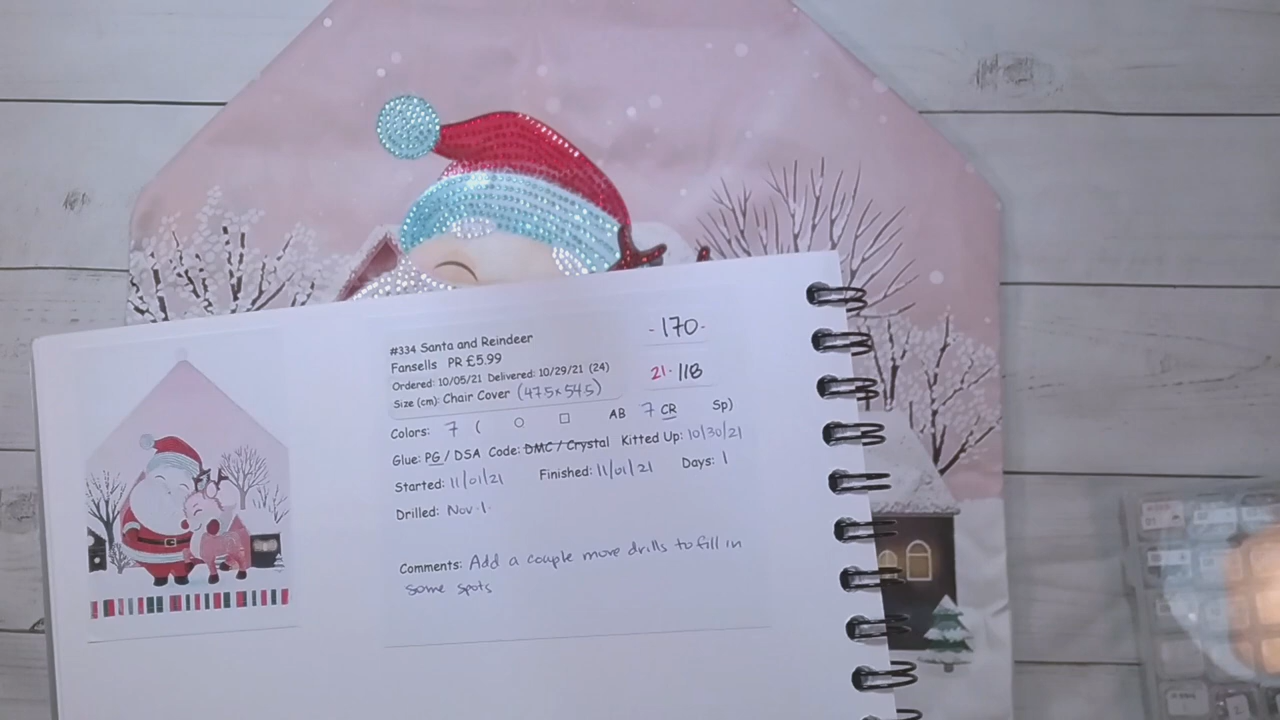 #334 Santa and Reindeer
-170-
Fansells PR £5.99
Ordered: 10/05/21 Delivered: 10/29/21 (24)
21· 118
Size (cm): Chair Cover (47.5x54.5)
Colors: 7 ( ○ □ AB 7 CR Sp)
Glue: PG / DSA Code: DMC / Crystal Kitted Up: 10/30/21
Started: 11/01/21 Finished: 11/01/21 Days: 1
Drilled: Nov·1·
Comments: Add a couple more drills to fill in
some spots